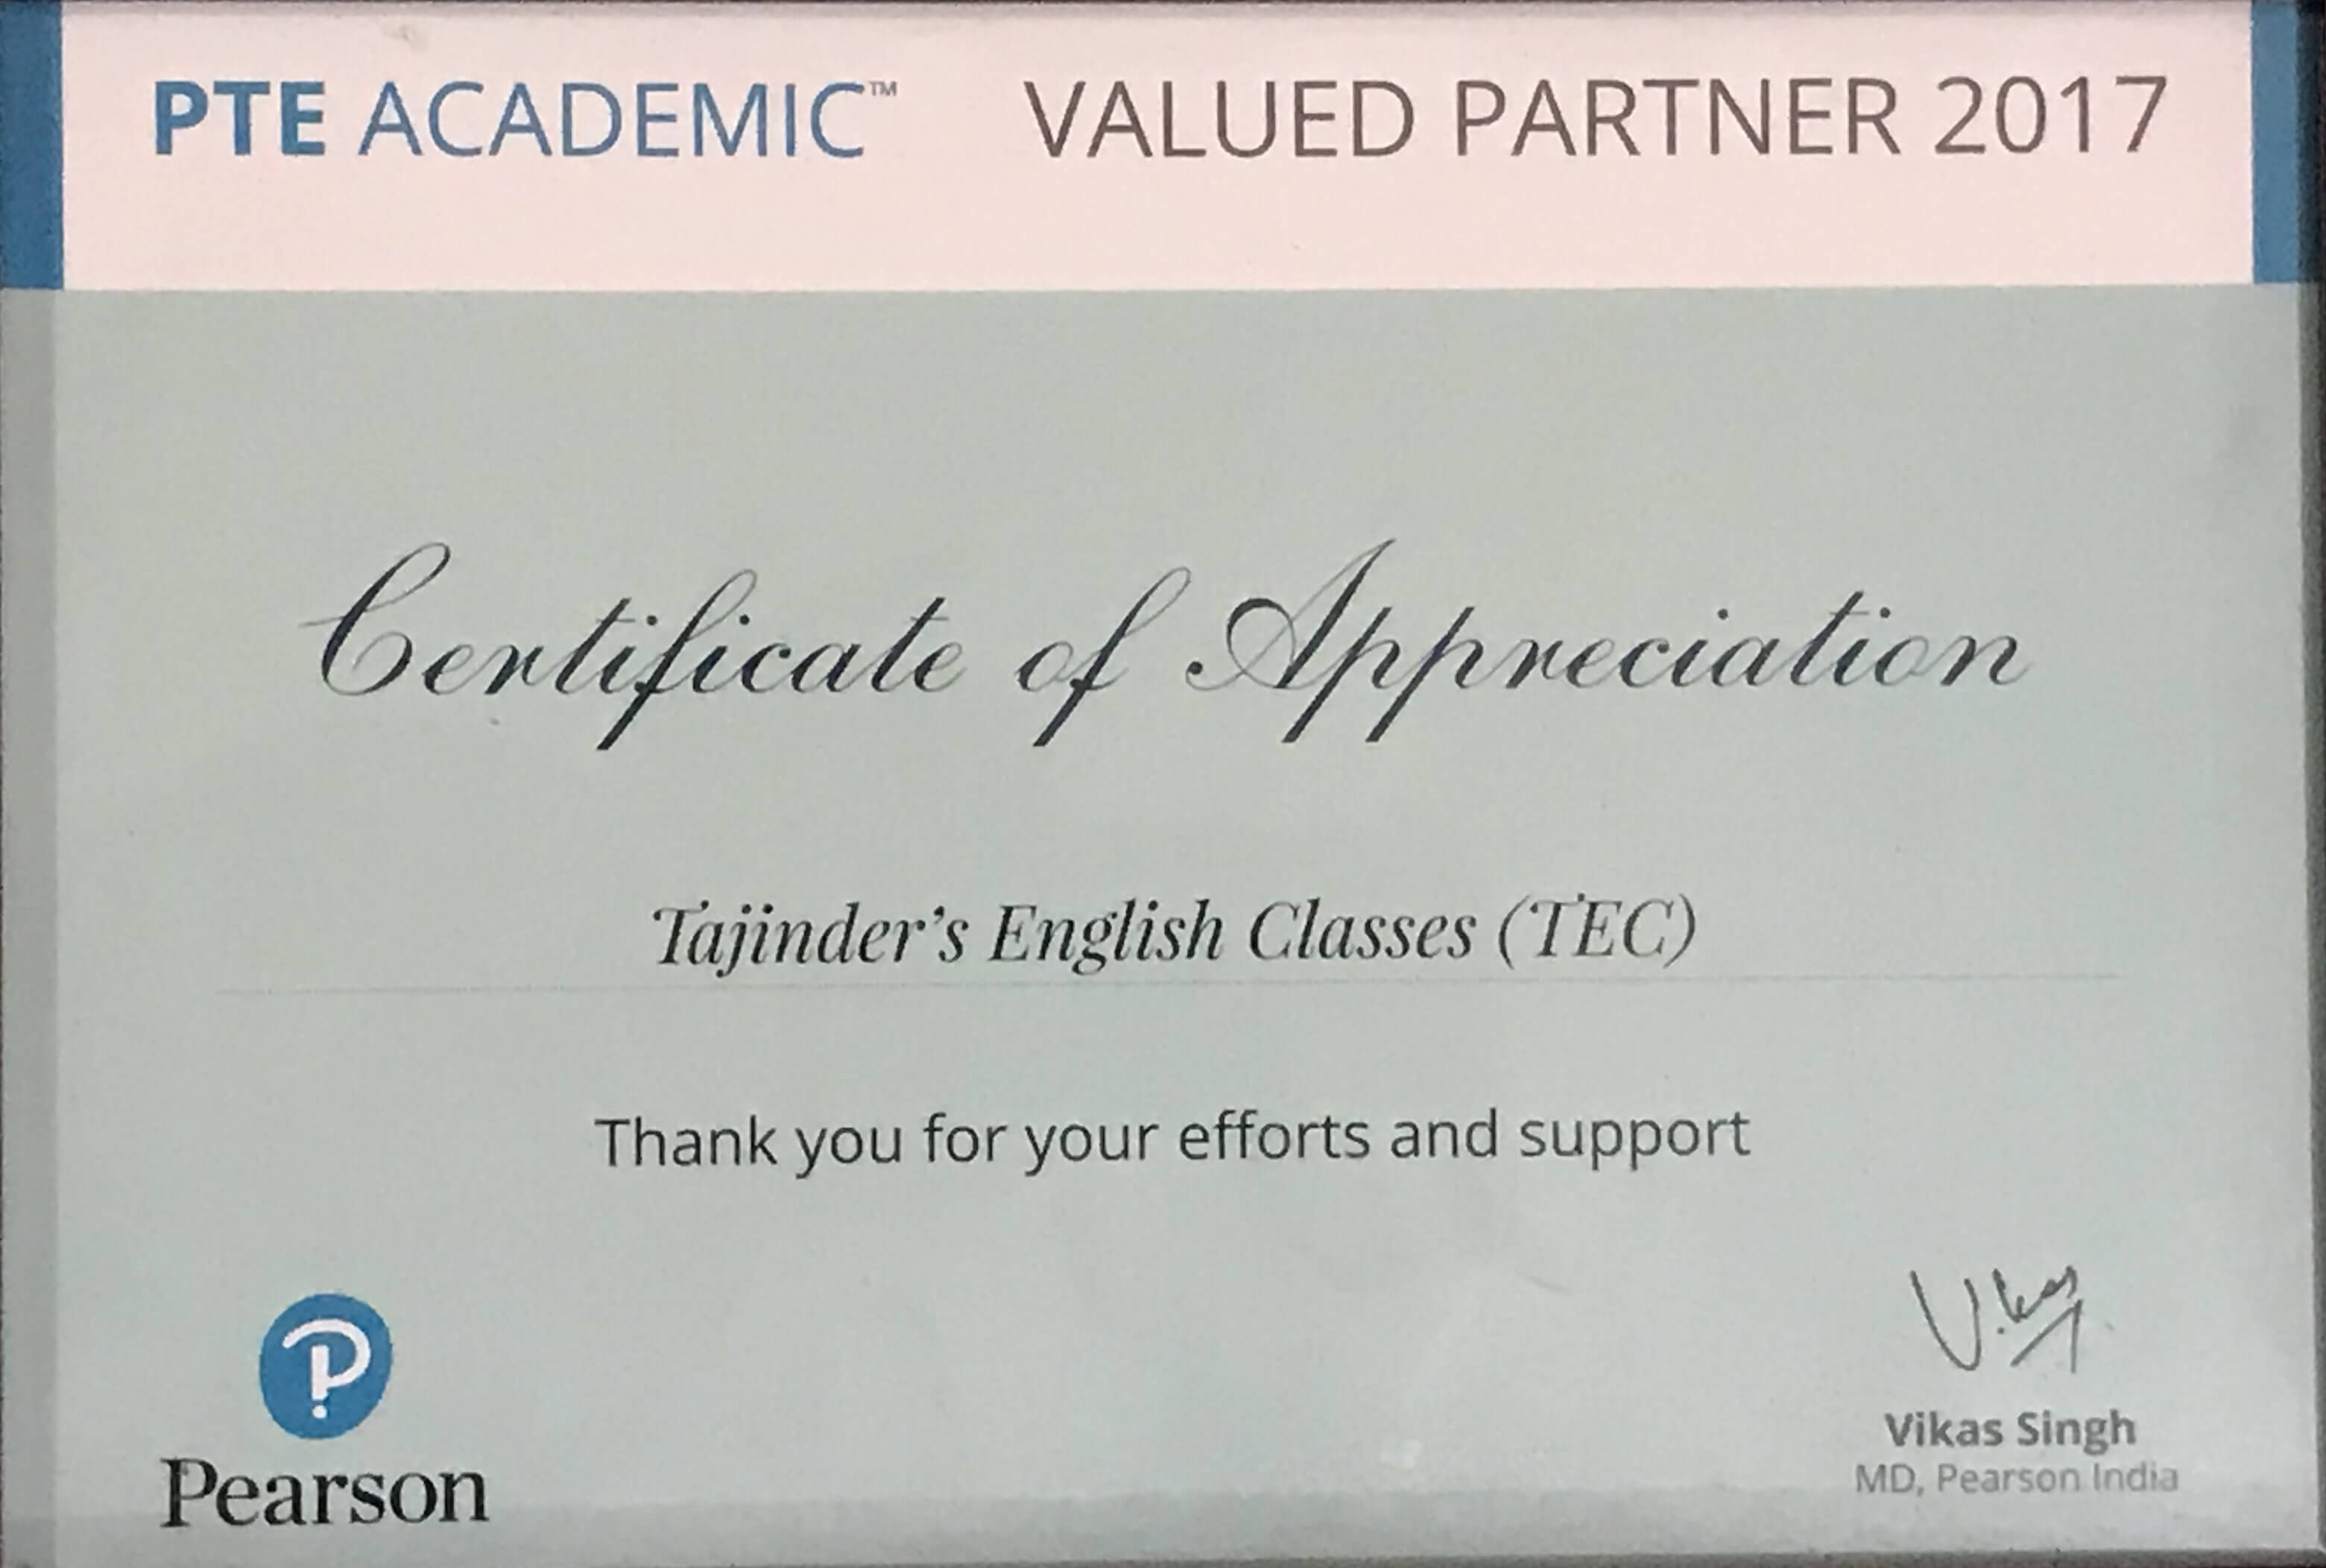 PTE ACADEMIC™ VALUED PARTNER 2017
Certificate of Appreciation
Tajinder's English Classes (TEC)
Thank you for your efforts and support
Vikas
Vikas Singh
MD, Pearson India
Pearson